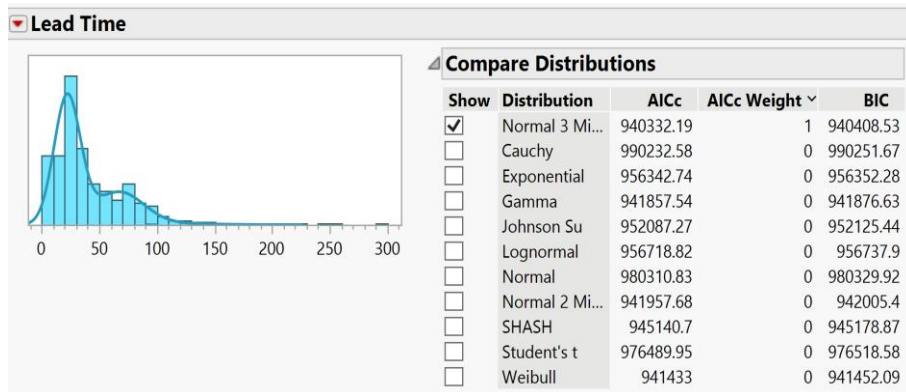 Lead Time
Compare Distributions
Show Distribution AICc AICc Weight BIC
Normal 3 Mi... 940332.19 1 940408.53
Cauchy 990232.58 0 990251.67
Exponential 956342.74 0 956352.28
Gamma 941857.54 0 941876.63
Johnson Su 952087.27 0 952125.44
Lognormal 956718.82 0 956737.9
Normal 980310.83 0 980329.92
Normal 2 Mi... 941957.68 0 942005.4
SHASH 945140.7 0 945178.87
Student's t 976489.95 0 976518.58
Weibull 941433 0 941452.09
0 50 100 150 200 250 300